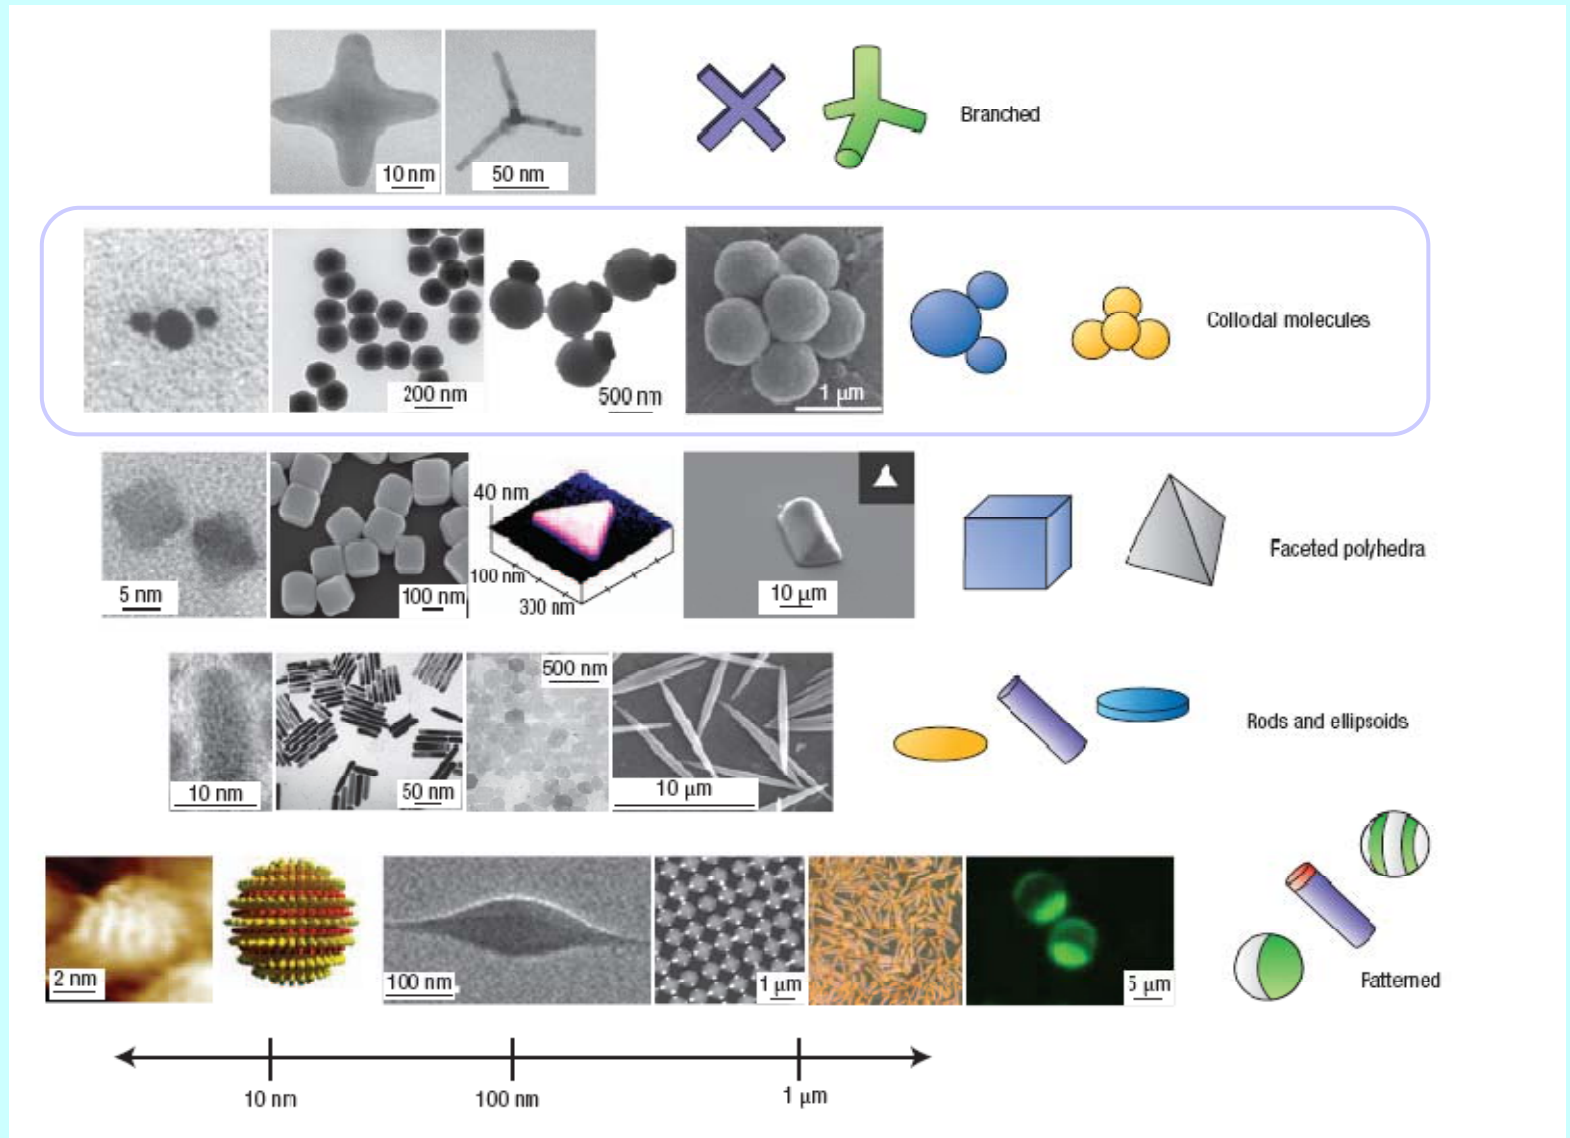 10 nm
50 nm
Branched
200 nm
500 nm
1 µm
Colloidal molecules
5 nm
100 nm
40 nm
100 nm
300 nm
10 µm
Faceted polyhedra
10 nm
50 nm
500 nm
10 µm
Rods and ellipsoids
2 nm
100 nm
1 µm
5 µm
Patterned
10 nm
100 nm
1 µm